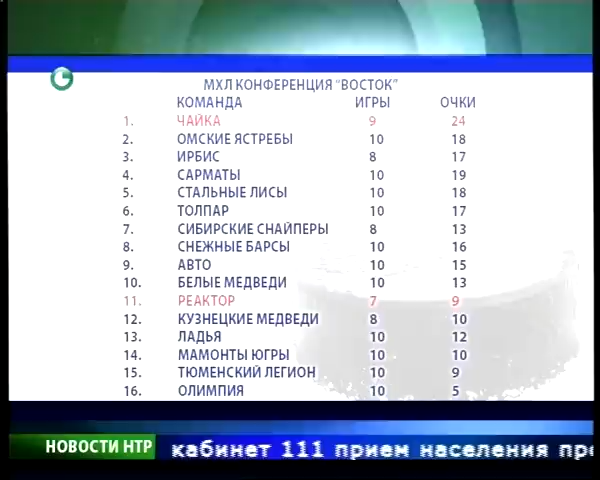 МХЛ КОНФЕРЕНЦИЯ "ВОСТОК"
КОМАНДА ИГРЫ ОЧКИ
1. ЧАЙКА 9 24
2. ОМСКИЕ ЯСТРЕБЫ 10 18
3. ИРБИС 8 17
4. САРМАТЫ 10 19
5. СТАЛЬНЫЕ ЛИСЫ 10 18
6. ТОЛПАР 10 17
7. СИБИРСКИЕ СНАЙПЕРЫ 8 13
8. СНЕЖНЫЕ БАРСЫ 10 16
9. АВТО 10 15
10. БЕЛЫЕ МЕДВЕДИ 10 13
11. РЕАКТОР 7 9
12. КУЗНЕЦКИЕ МЕДВЕДИ 8 10
13. ЛАДЬЯ 10 12
14. МАМОНТЫ ЮГРЫ 10 10
15. ТЮМЕНСКИЙ ЛЕГИОН 10 9
16. ОЛИМПИЯ 10 5
НОВОСТИ НТР кабинет 111 прием населения